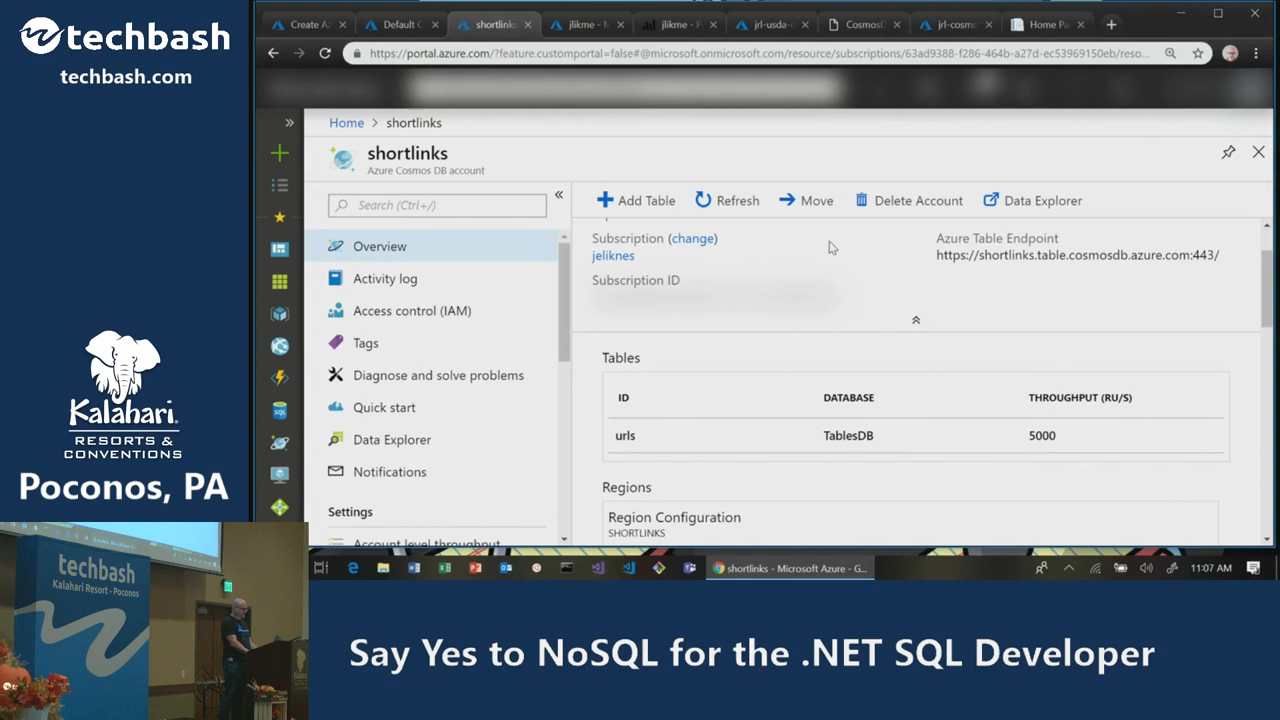 techbash
techbash.com
Kalahari
RESORTS &
CONVENTIONS
Poconos, PA
techbash
Kalahari Resort - Poconos
Create Az
Default C
shortlinks
jlikme - M
jlikme - P
jrl-usda-c
CosmosD
jrl-cosmo
Home Pa
https://portal.azure.com/?feature.customportal=false#@microsoft.onmicrosoft.com/resource/subscriptions/63ad9388-f286-464b-a27d-ec53969150eb/reso...
Home > shortlinks
shortlinks
Azure Cosmos DB account
Search (Ctrl+/)
Overview
Activity log
Access control (IAM)
Tags
Diagnose and solve problems
Quick start
Data Explorer
Notifications
Settings
Account level throughput
Add Table Refresh Move Delete Account Data Explorer
Subscription (change)
jeliknes
Subscription ID
Azure Table Endpoint
https://shortlinks.table.cosmosdb.azure.com:443/
Tables
ID DATABASE THROUGHPUT (RU/S)
urls TablesDB 5000
Regions
Region Configuration
SHORTLINKS
SQL
shortlinks - Microsoft Azure - G...
11:07 AM
Say Yes to NoSQL for the .NET SQL Developer